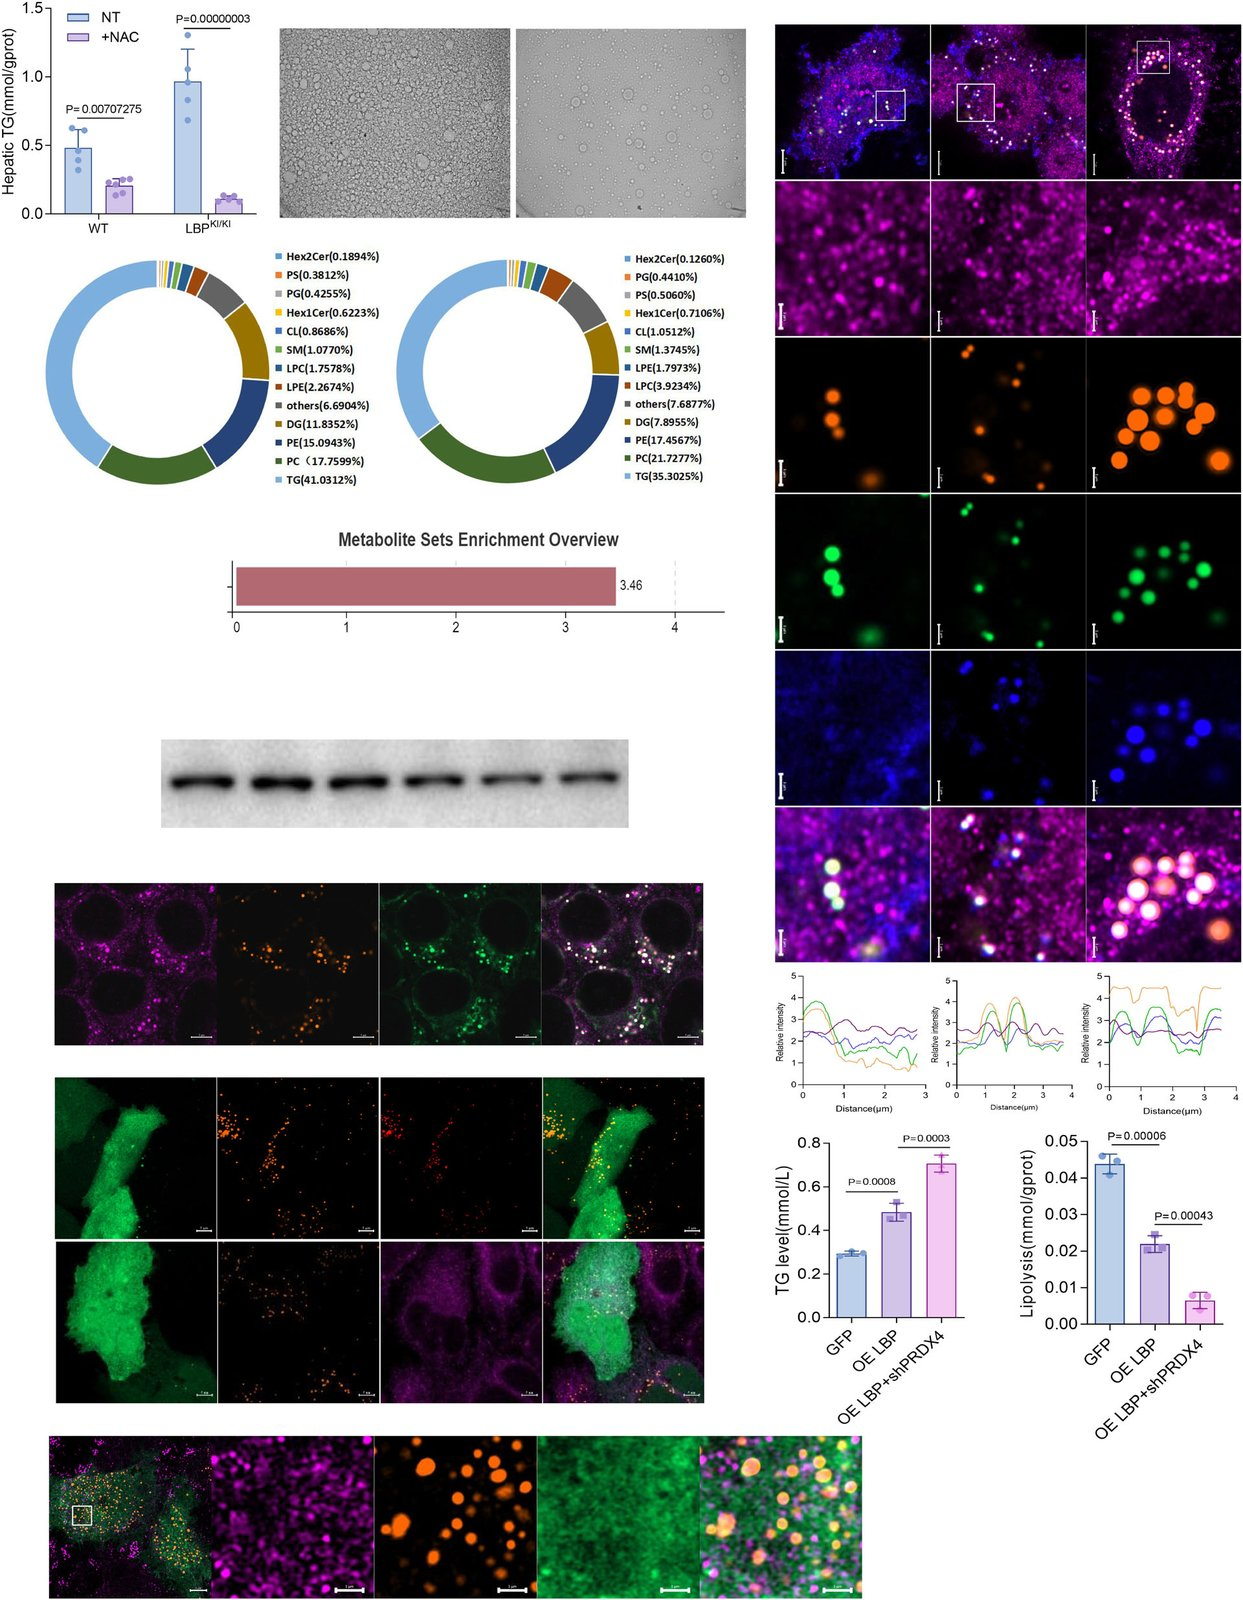 1.5
1.0
0.5
0.0
Hepatic TG(mmol/gprot)
NT
+NAC
P=0.00000003
P=0.00707275
WT
LBP^KI/KI
Hex2Cer(0.1894%)
PS(0.3812%)
PG(0.4255%)
Hex1Cer(0.6223%)
CL(0.8686%)
SM(1.0770%)
LPC(1.7578%)
LPE(2.2674%)
others(6.6904%)
DG(11.8352%)
PE(15.0943%)
PC（17.7599%)
TG(41.0312%)
Hex2Cer(0.1260%)
PG(0.4410%)
PS(0.5060%)
Hex1Cer(0.7106%)
CL(1.0512%)
SM(1.3745%)
LPE(1.7973%)
LPC(3.9234%)
others(7.6877%)
DG(7.8955%)
PE(17.4567%)
PC(21.7277%)
TG(35.3025%)
Metabolite Sets Enrichment Overview
3.46
0 1 2 3 4
5
4
3
2
1
0
Relative intensity
0 1 2 3
Distance(μm)
5
4
3
2
1
0
Relative intensity
0 1 2 3 4
Distance(μm)
5
4
3
2
1
0
Relative intensity
0 1 2 3 4
Distance(μm)
0.8
0.6
0.4
0.2
0.0
TG level(mmol/L)
P=0.0003
P=0.0008
GFP
OE LBP
OE LBP+shPRDX4
0.05
0.04
0.03
0.02
0.01
0.00
Lipolysis(mmol/gprot)
P=0.00006
P=0.00043
GFP
OE LBP
OE LBP+shPRDX4